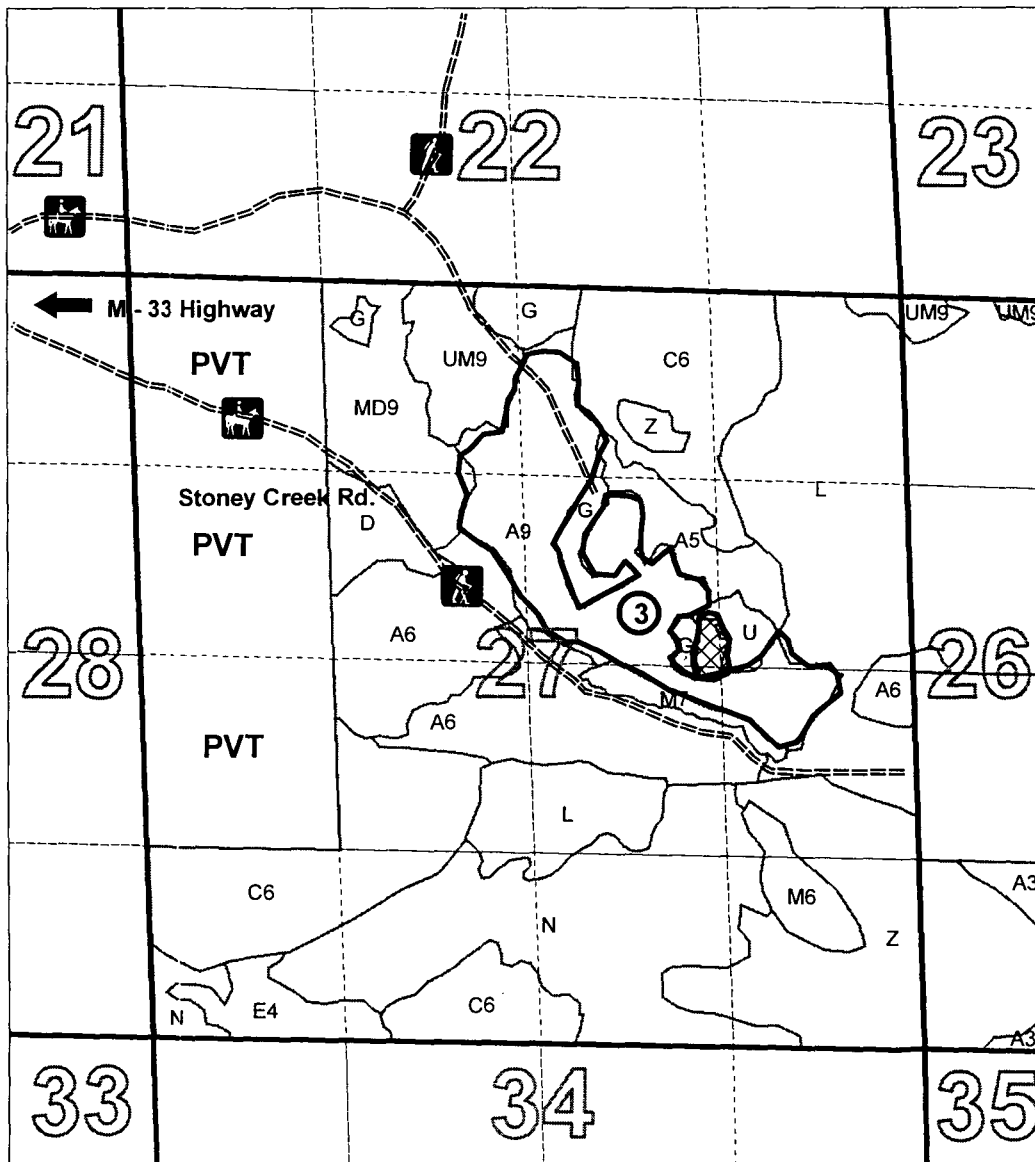 21
22
23
M - 33 Highway
G
G
UM9
UM9
UM9
PVT
C6
MD9
Z
L
Stoney Creek Rd.
G
D
A9
A5
PVT
3
A6
U
28
27
G
26
A6
M7
A6
PVT
L
C6
M6
A3
N
Z
N
E4
C6
A3
33
34
35